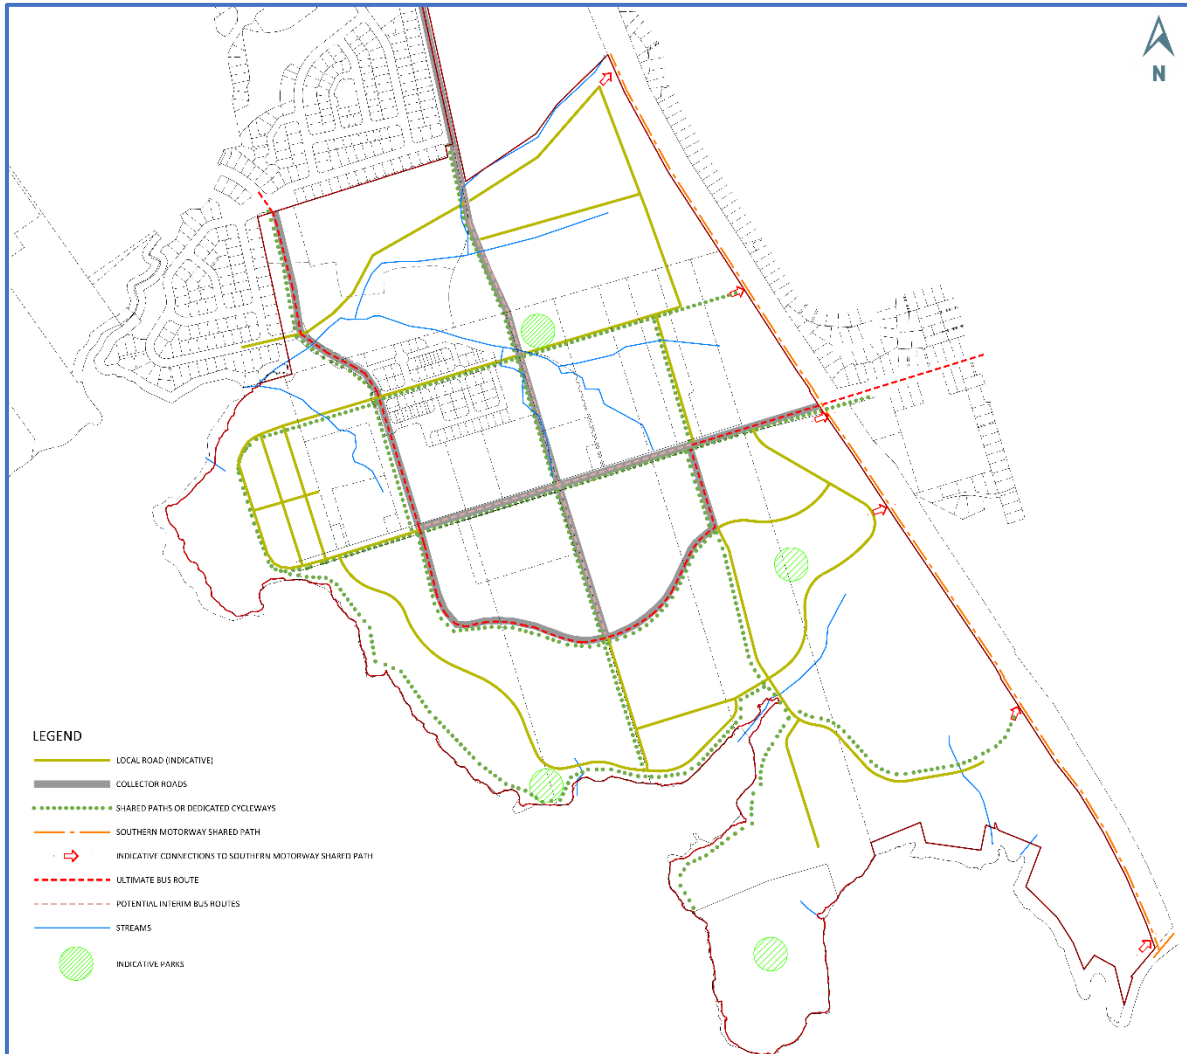 N
LEGEND
LOCAL ROAD (INDICATIVE)
COLLECTOR ROADS
SHARED PATHS OR DEDICATED CYCLEWAYS
SOUTHERN MOTORWAY SHARED PATH
INDICATIVE CONNECTIONS TO SOUTHERN MOTORWAY SHARED PATH
ULTIMATE BUS ROUTE
POTENTIAL INTERIM BUS ROUTES
STREAMS
INDICATIVE PARKS